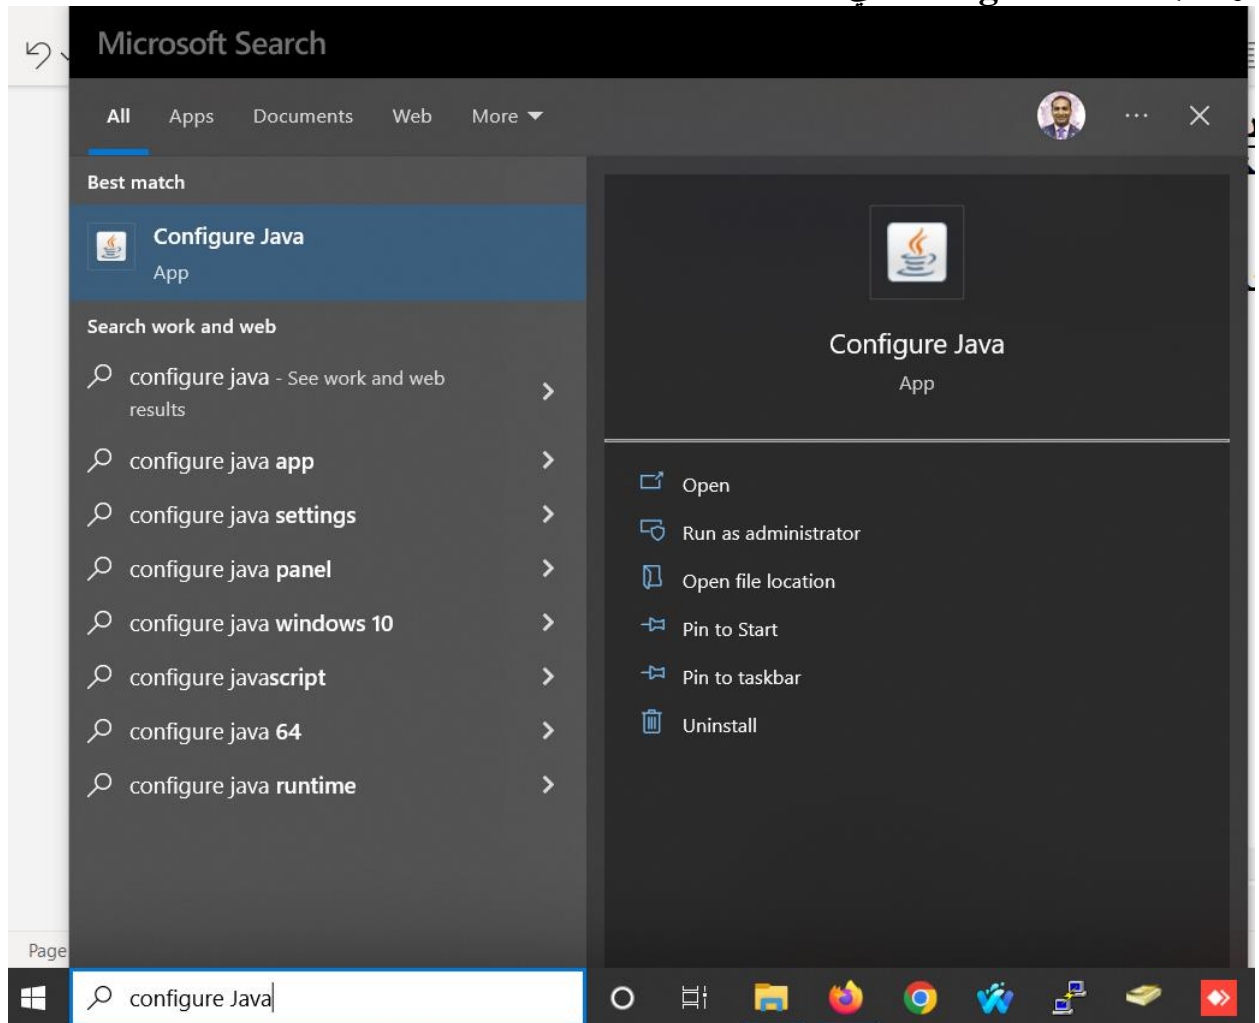 Microsoft Search
All Apps Documents Web More
Best match
Configure Java
App
Search work and web
configure java - See work and web
results
configure java app
configure java settings
configure java panel
configure java windows 10
configure javascript
configure java 64
configure java runtime
Configure Java
App
Open
Run as administrator
Open file location
Pin to Start
Pin to taskbar
Uninstall
Page
configure Java